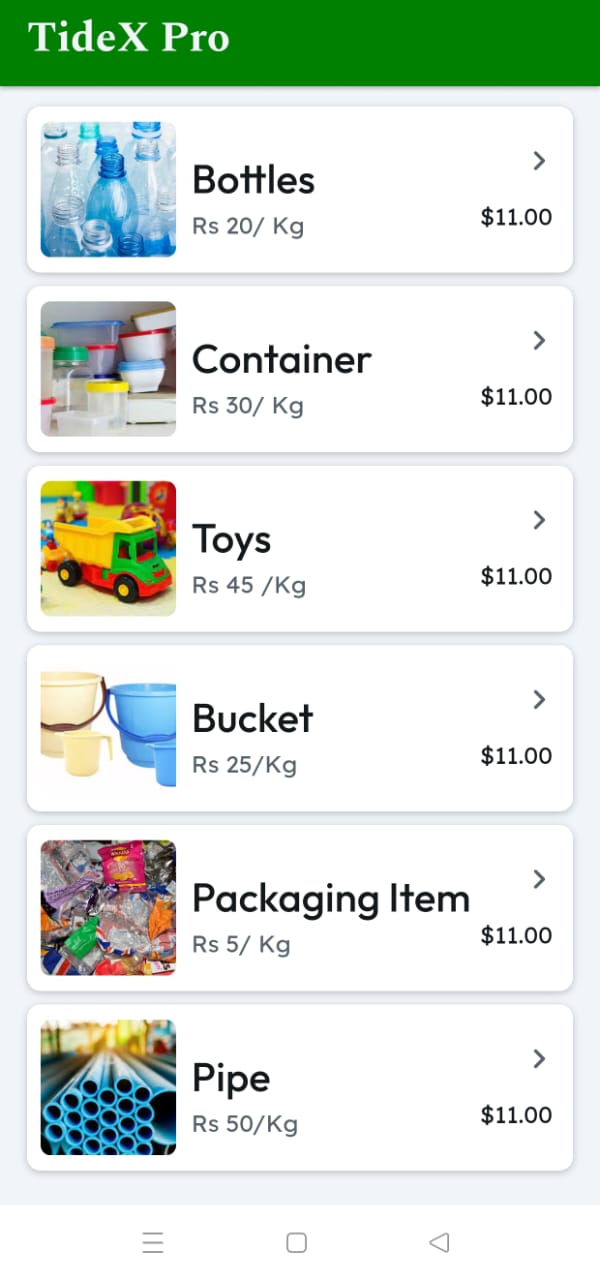 TideX Pro
Bottles
Rs 20/ Kg
$11.00
Container
Rs 30/ Kg
$11.00
Toys
Rs 45 /Kg
$11.00
Bucket
Rs 25/Kg
$11.00
Packaging Item
Rs 5/ Kg
$11.00
Pipe
Rs 50/Kg
$11.00